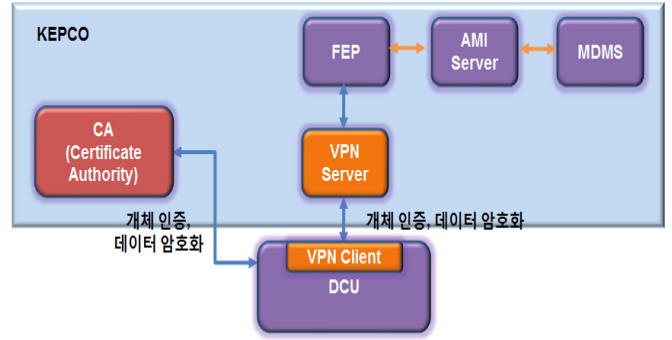 KEPCO
FEP
AMI
Server
MDMS
CA
(Certificate
Authority)
VPN
Server
개체 인증,
데이터 암호화
개체 인증, 데이터 암호화
VPN Client
DCU